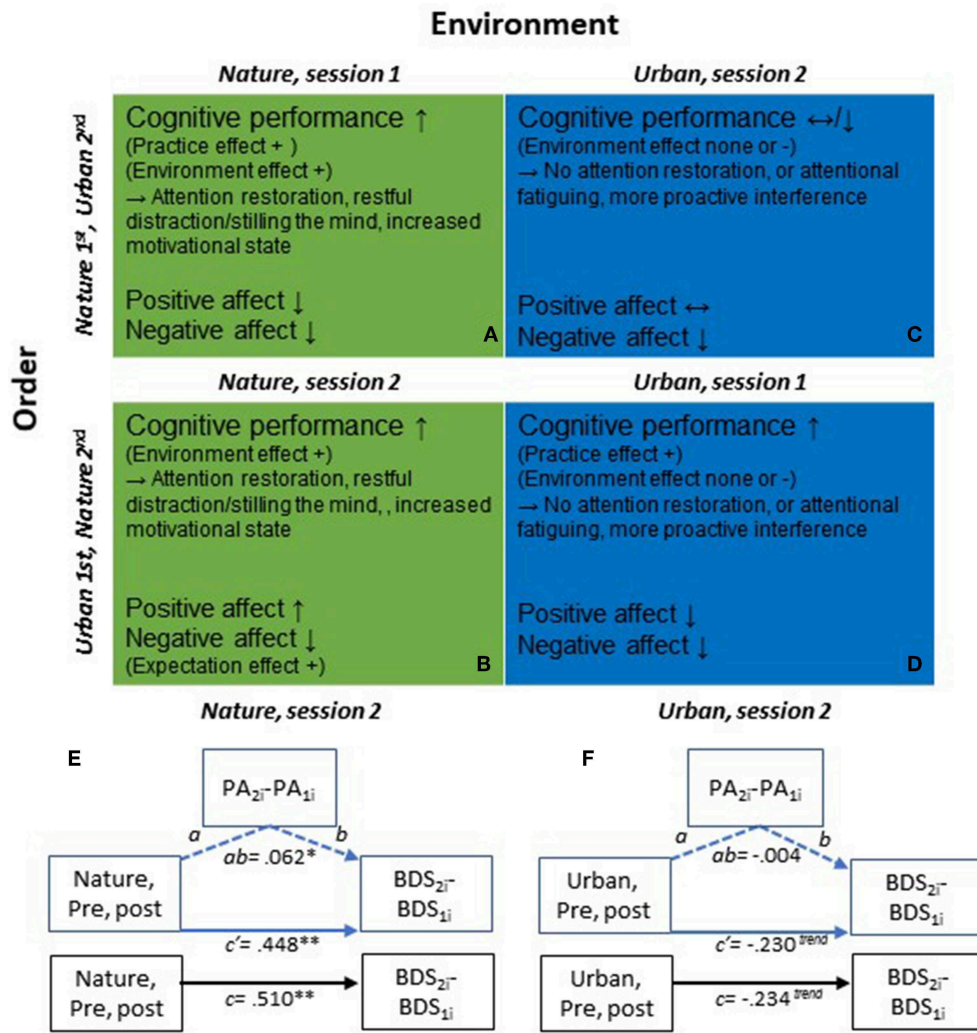 Environment
Nature, session 1
Urban, session 2
Order
Nature 1st, Urban 2nd
Cognitive performance ↑
(Practice effect + )
(Environment effect +)
→ Attention restoration, restful
distraction/stilling the mind, increased
motivational state
Positive affect ↓
Negative affect ↓
A
Cognitive performance ↔/↓
(Environment effect none or -)
→ No attention restoration, or attentional
fatiguing, more proactive interference
Positive affect ↔
Negative affect ↓
C
Nature, session 2
Urban, session 1
Urban 1st, Nature 2nd
Cognitive performance ↑
(Environment effect +)
→ Attention restoration, restful
distraction/stilling the mind, , increased
motivational state
Positive affect ↑
Negative affect ↓
(Expectation effect +)
B
Cognitive performance ↑
(Practice effect +)
(Environment effect none or -)
→ No attention restoration, or attentional
fatiguing, more proactive interference
Positive affect ↓
Negative affect ↓
D
Nature, session 2
E
PA2i-PA1i
a
b
ab= .062*
Nature,
Pre, post
BDS2i-
BDS1i
c'= .448**
Nature,
Pre, post
BDS2i-
BDS1i
c= .510**
Urban, session 2
F
PA2i-PA1i
a
b
ab= -.004
Urban,
Pre, post
BDS2i-
BDS1i
c'= -.230 trend
Urban,
Pre, post
BDS2i-
BDS1i
c= -.234 trend